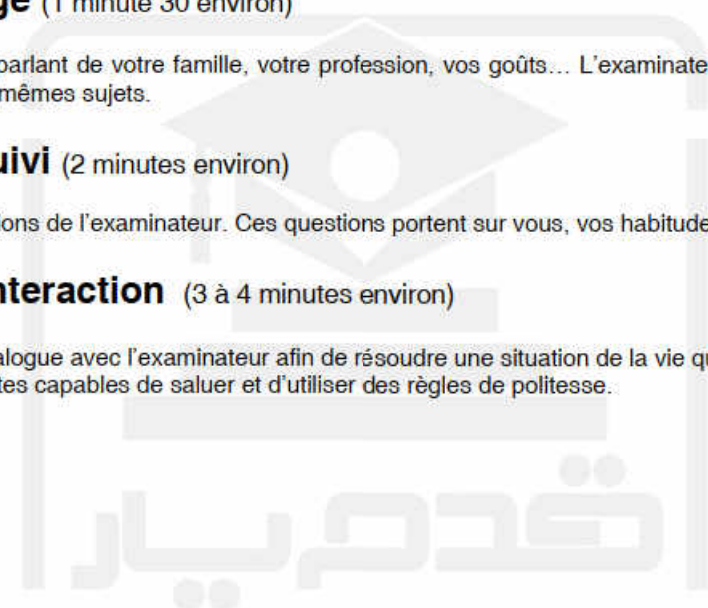 ge (1 minute 30 environ)
parlant de votre famille, votre profession, vos goûts... L'examinate
mêmes sujets.
uivi (2 minutes environ)
ions de l'examinateur. Ces questions portent sur vous, vos habitude
nteraction (3 à 4 minutes environ)
alogue avec l'examinateur afin de résoudre une situation de la vie qu
tes capables de saluer et d'utiliser des règles de politesse.
قدم یار